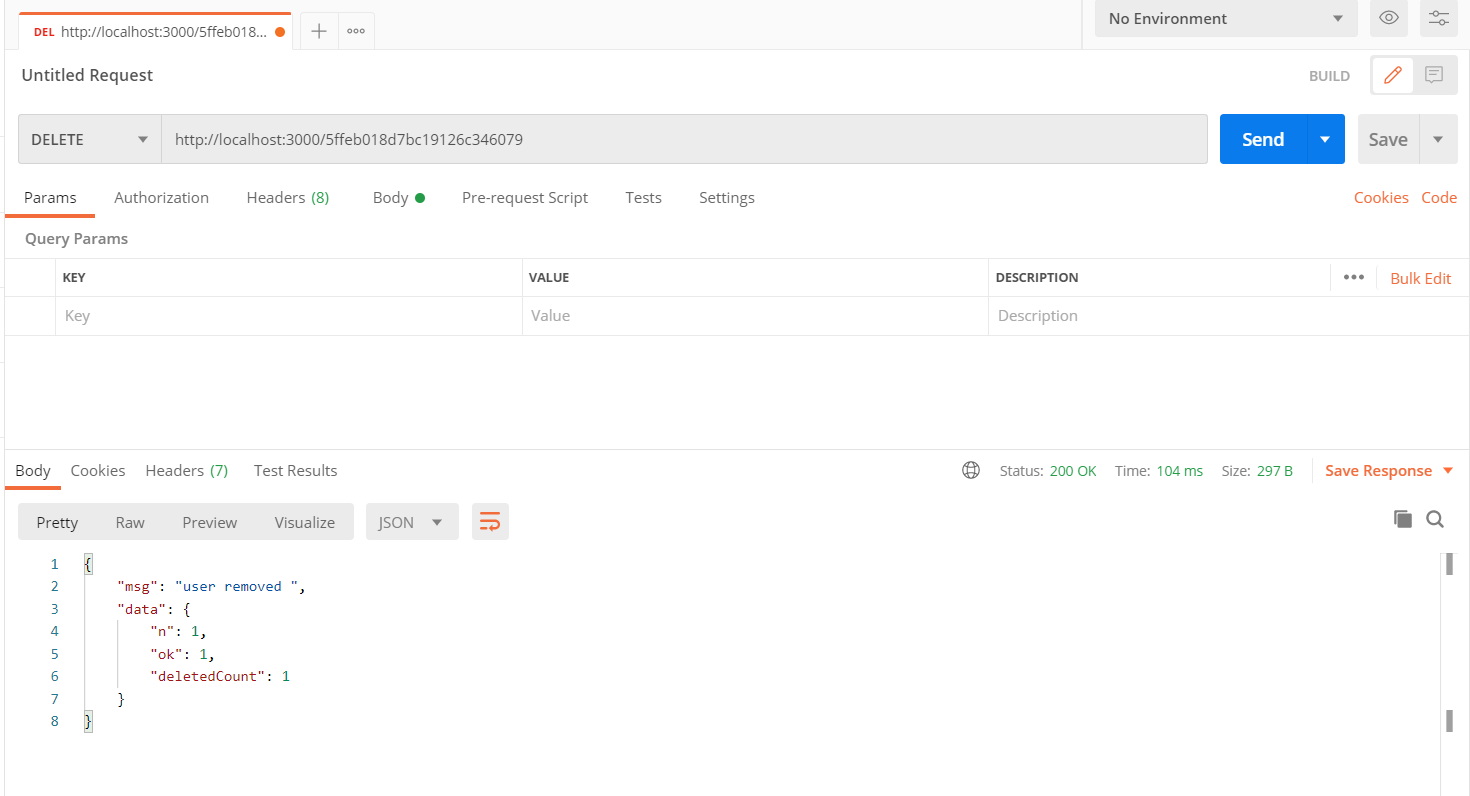 DEL http://localhost:3000/5ffeb018...
No Environment
Untitled Request
BUILD
DELETE
http://localhost:3000/5ffeb018d7bc19126c346079
Send
Save
Params Authorization Headers (8) Body Pre-request Script Tests Settings Cookies Code
Query Params
KEY VALUE DESCRIPTION Bulk Edit
Key Value Description
Body Cookies Headers (7) Test Results Status: 200 OK Time: 104 ms Size: 297 B Save Response
Pretty Raw Preview Visualize JSON
1 {
2 "msg": "user removed ",
3 "data": {
4 "n": 1,
5 "ok": 1,
6 "deletedCount": 1
7 }
8 }